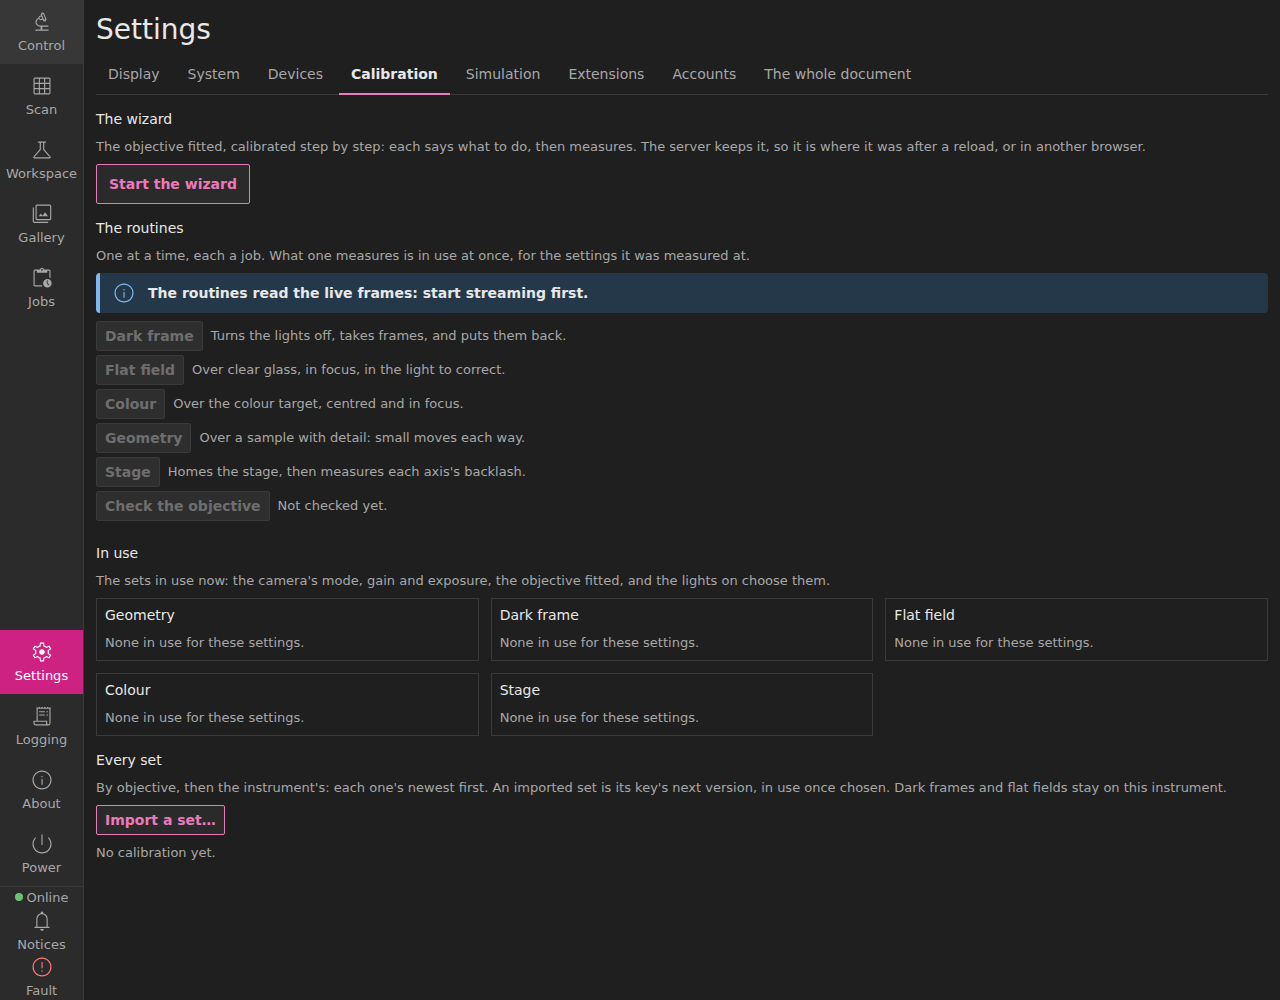 Settings
Control
Scan
Workspace
Gallery
Jobs
Settings
Logging
About
Power
Online
Notices
Fault
Display System Devices Calibration Simulation Extensions Accounts The whole document
The wizard
The objective fitted, calibrated step by step: each says what to do, then measures. The server keeps it, so it is where it was after a reload, or in another browser.
Start the wizard
The routines
One at a time, each a job. What one measures is in use at once, for the settings it was measured at.
The routines read the live frames: start streaming first.
Dark frame Turns the lights off, takes frames, and puts them back.
Flat field Over clear glass, in focus, in the light to correct.
Colour Over the colour target, centred and in focus.
Geometry Over a sample with detail: small moves each way.
Stage Homes the stage, then measures each axis's backlash.
Check the objective Not checked yet.
In use
The sets in use now: the camera's mode, gain and exposure, the objective fitted, and the lights on choose them.
Geometry
None in use for these settings.
Dark frame
None in use for these settings.
Flat field
None in use for these settings.
Colour
None in use for these settings.
Stage
None in use for these settings.
Every set
By objective, then the instrument's: each one's newest first. An imported set is its key's next version, in use once chosen. Dark frames and flat fields stay on this instrument.
Import a set…
No calibration yet.